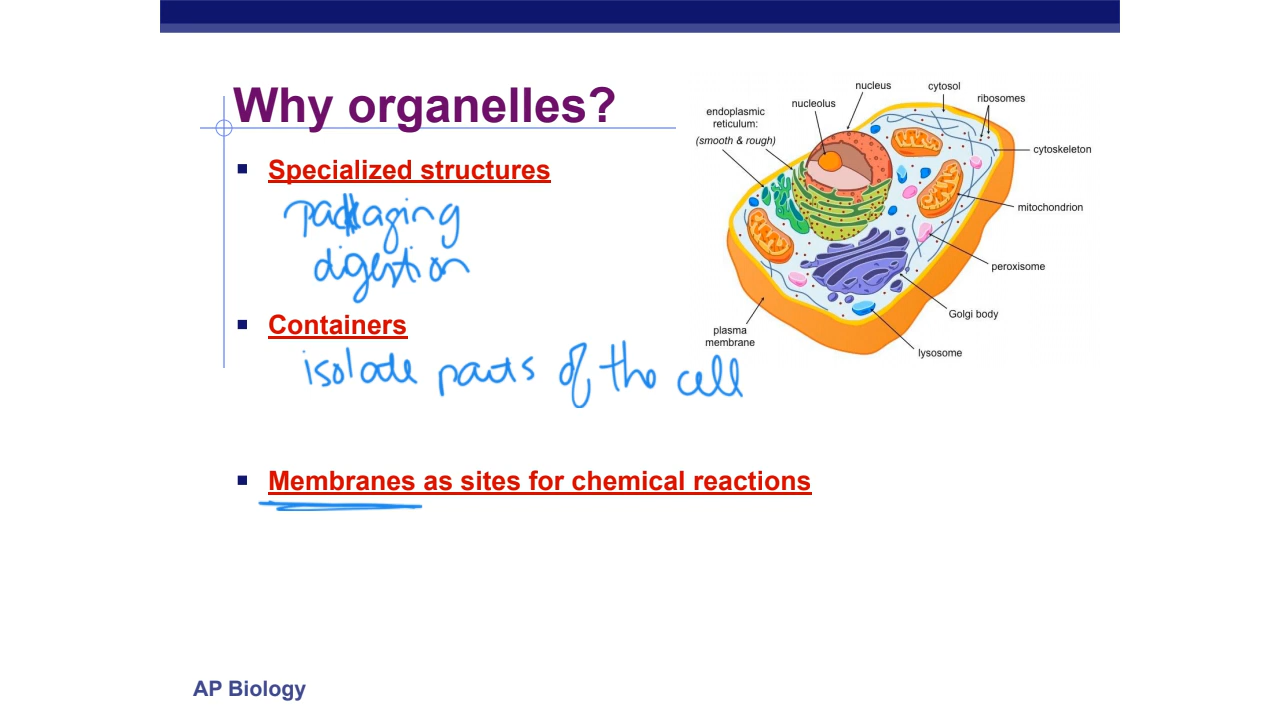 Why organelles?
Specialized structures
packaging
digestion
Containers
isolate parts of the cell
Membranes as sites for chemical reactions
nucleus
cytosol
nucleolus
ribosomes
endoplasmic
reticulum:
(smooth & rough)
cytoskeleton
mitochondrion
peroxisome
Golgi body
plasma
membrane
lysosome
AP Biology